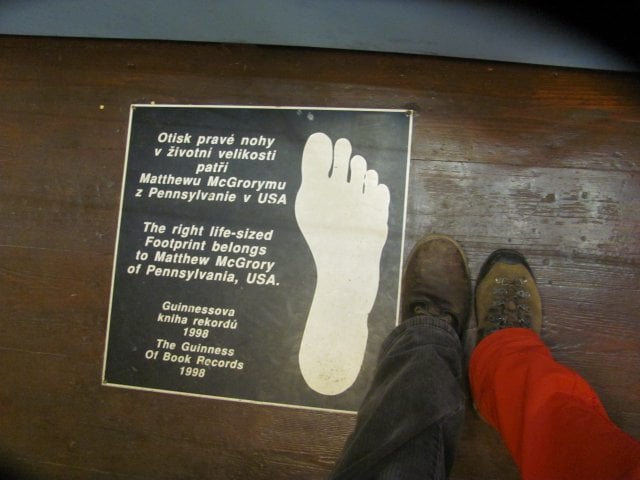 Otisk pravé nohy
v životní velikosti
patří
Matthewu McGrorymu
z Pennsylvanie v USA
The right life-sized
Footprint belongs
to Matthew McGrory
of Pennsylvania, USA.
Guinnessova
kniha rekordů
1998
The Guinness
Of Book Records
1998